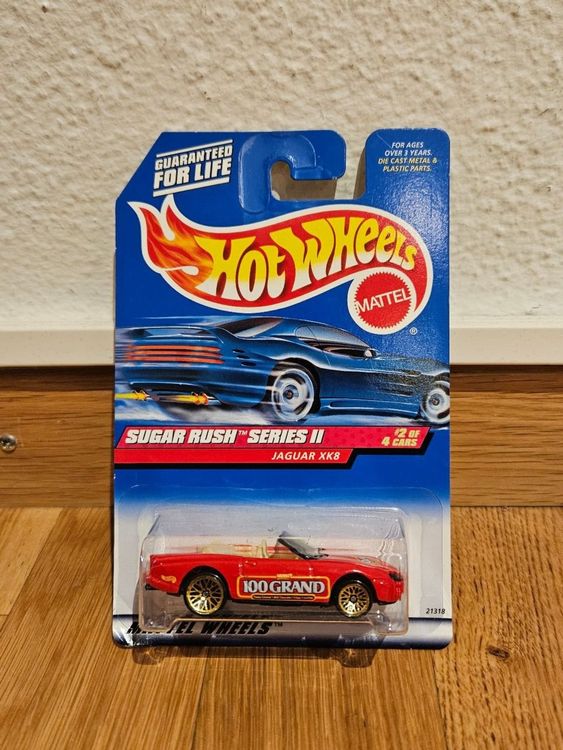 GUARANTEED
FOR LIFE
FOR AGES
OVER 3 YEARS.
DIE CAST METAL &
PLASTIC PARTS.
HOT WHEELS
MATTEL
®
SUGAR RUSH™ SERIES II
#2 OF
4 CARS
JAGUAR XK8
100 GRAND
21318
WHEELS™